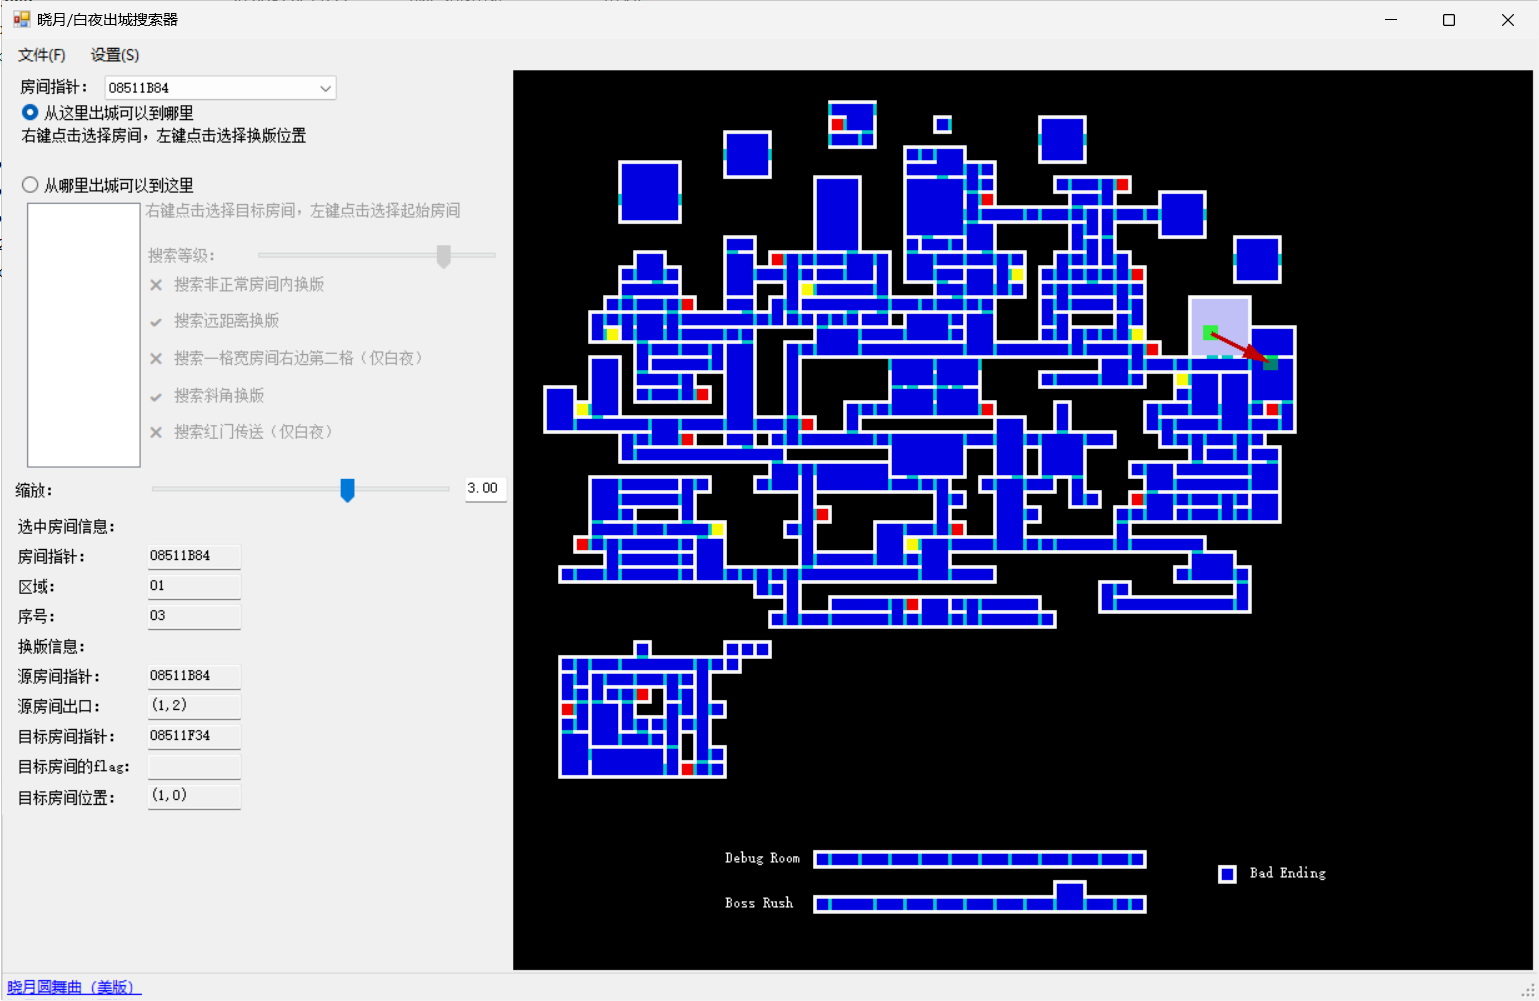 晓月/白夜出城搜索器
文件(F) 设置(S)
房间指针: 08511B84
从这里出城可以到哪里
右键点击选择房间，左键点击选择换版位置
从哪里出城可以到这里
右键点击选择目标房间，左键点击选择起始房间
搜索等级:
搜索非正常房间内换版
搜索远距离换版
搜索一格宽房间右边第二格（仅白夜）
搜索斜角换版
搜索红门传送（仅白夜）
缩放: 3.00
选中房间信息:
房间指针: 08511B84
区域: 01
序号: 03
换版信息:
源房间指针: 08511B84
源房间出口: (1,2)
目标房间指针: 08511F34
目标房间的flag:
目标房间位置: (1,0)
Debug Room
Bad Ending
Boss Rush
晓月圆舞曲（美版）